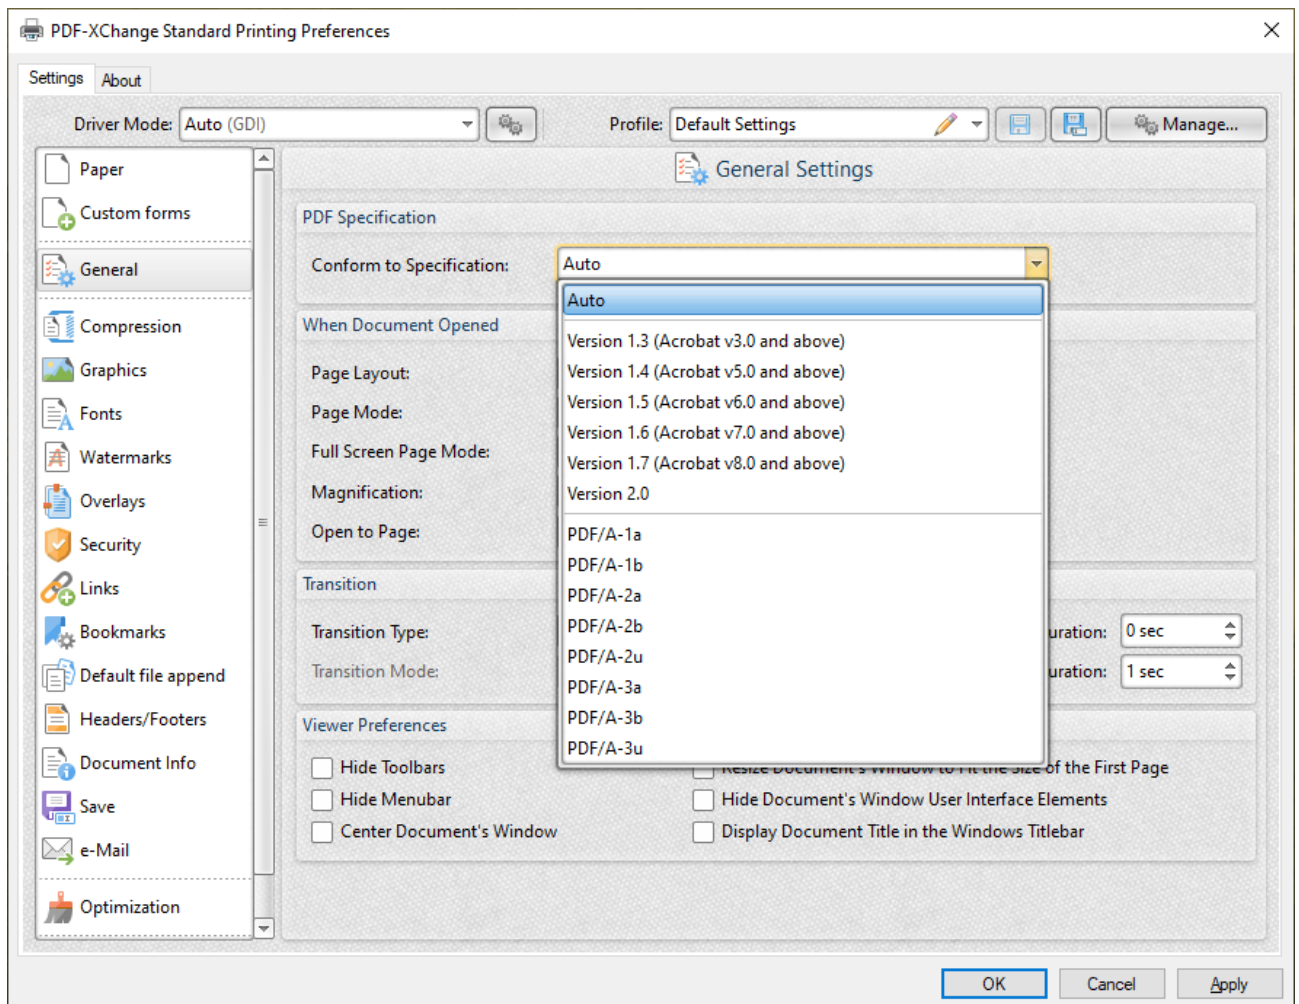 PDF-XChange Standard Printing Preferences
Settings
About
Driver Mode: Auto (GDI)
Profile: Default Settings
Manage...
Paper
Custom forms
General
Compression
Graphics
Fonts
Watermarks
Overlays
Security
Links
Bookmarks
Default file append
Headers/Footers
Document Info
Save
e-Mail
Optimization
General Settings
PDF Specification
Conform to Specification: Auto
Auto
Version 1.3 (Acrobat v3.0 and above)
Version 1.4 (Acrobat v5.0 and above)
Version 1.5 (Acrobat v6.0 and above)
Version 1.6 (Acrobat v7.0 and above)
Version 1.7 (Acrobat v8.0 and above)
Version 2.0
PDF/A-1a
PDF/A-1b
PDF/A-2a
PDF/A-2b
PDF/A-2u
PDF/A-3a
PDF/A-3b
PDF/A-3u
When Document Opened
Page Layout:
Page Mode:
Full Screen Page Mode:
Magnification:
Open to Page:
Transition
Transition Type:
uration: 0 sec
Transition Mode:
uration: 1 sec
Viewer Preferences
Hide Toolbars
Resize Document's Window to Fit the Size of the First Page
Hide Menubar
Hide Document's Window User Interface Elements
Center Document's Window
Display Document Title in the Windows Titlebar
OK
Cancel
Apply